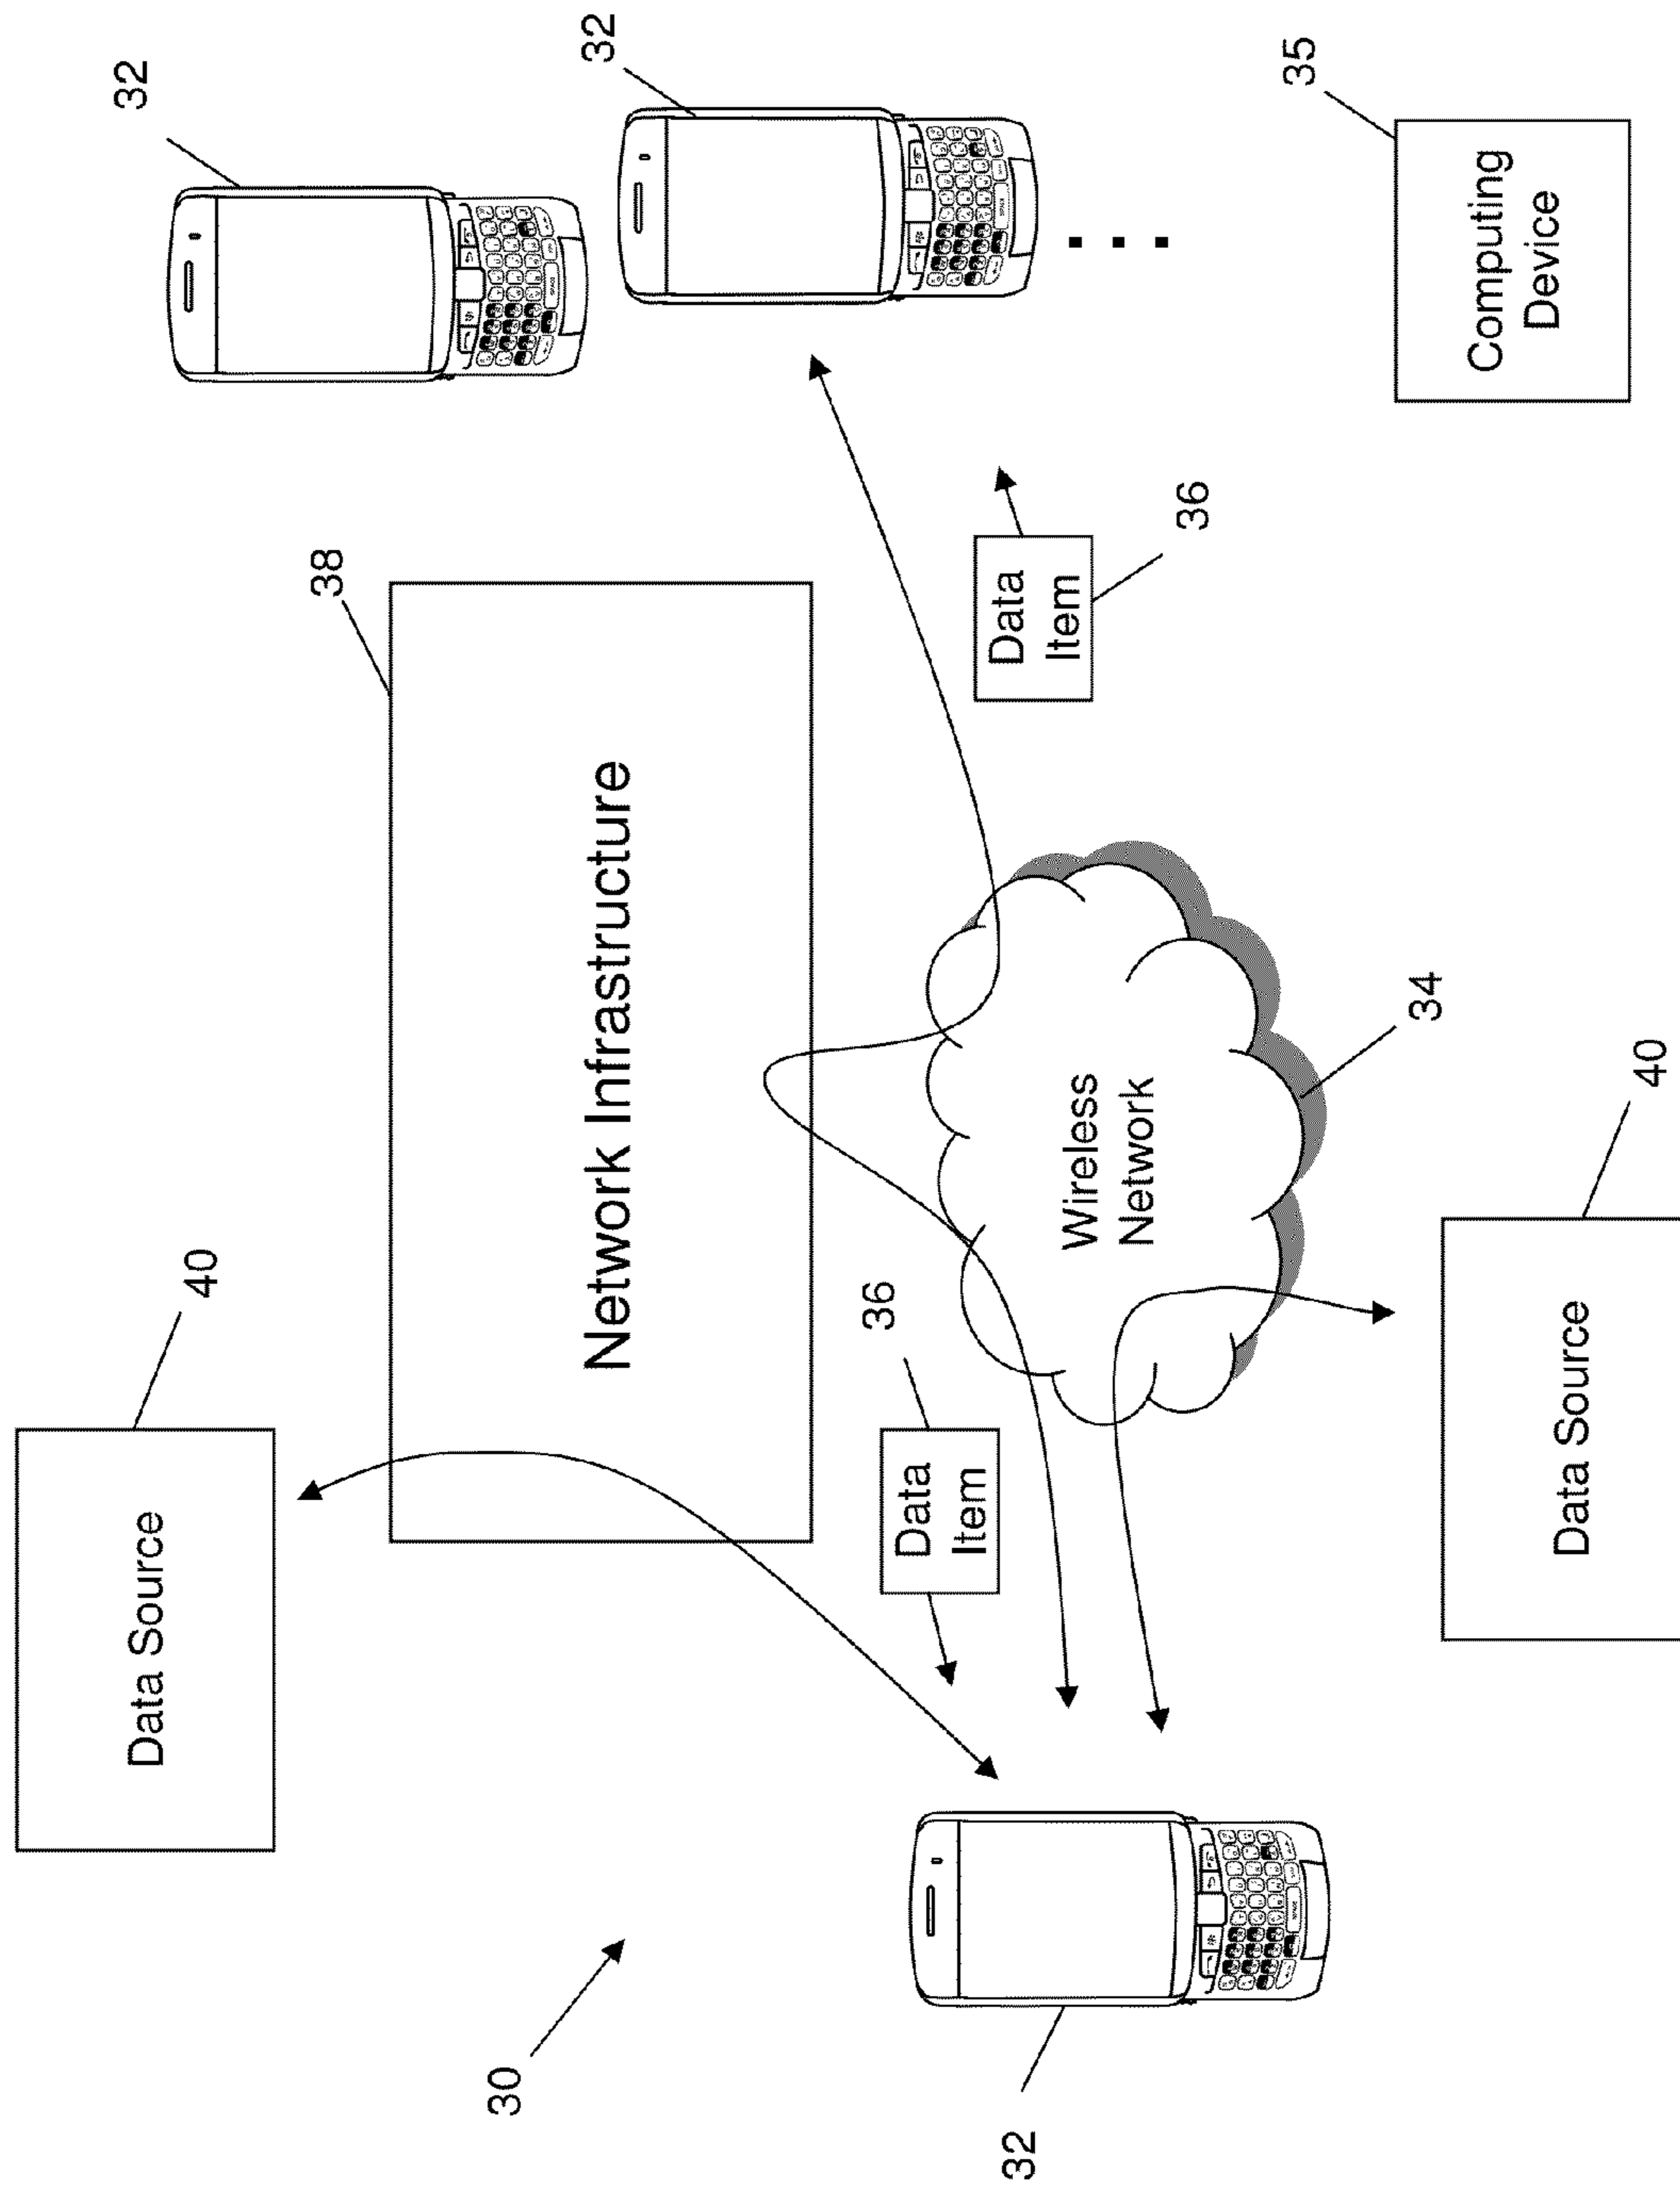 32
Data Source
40
38
30
32
Network Infrastructure
36
Data
Item
Data
Item
32
Wireless
Network
36
35
34
Computing
Device
Data Source
40